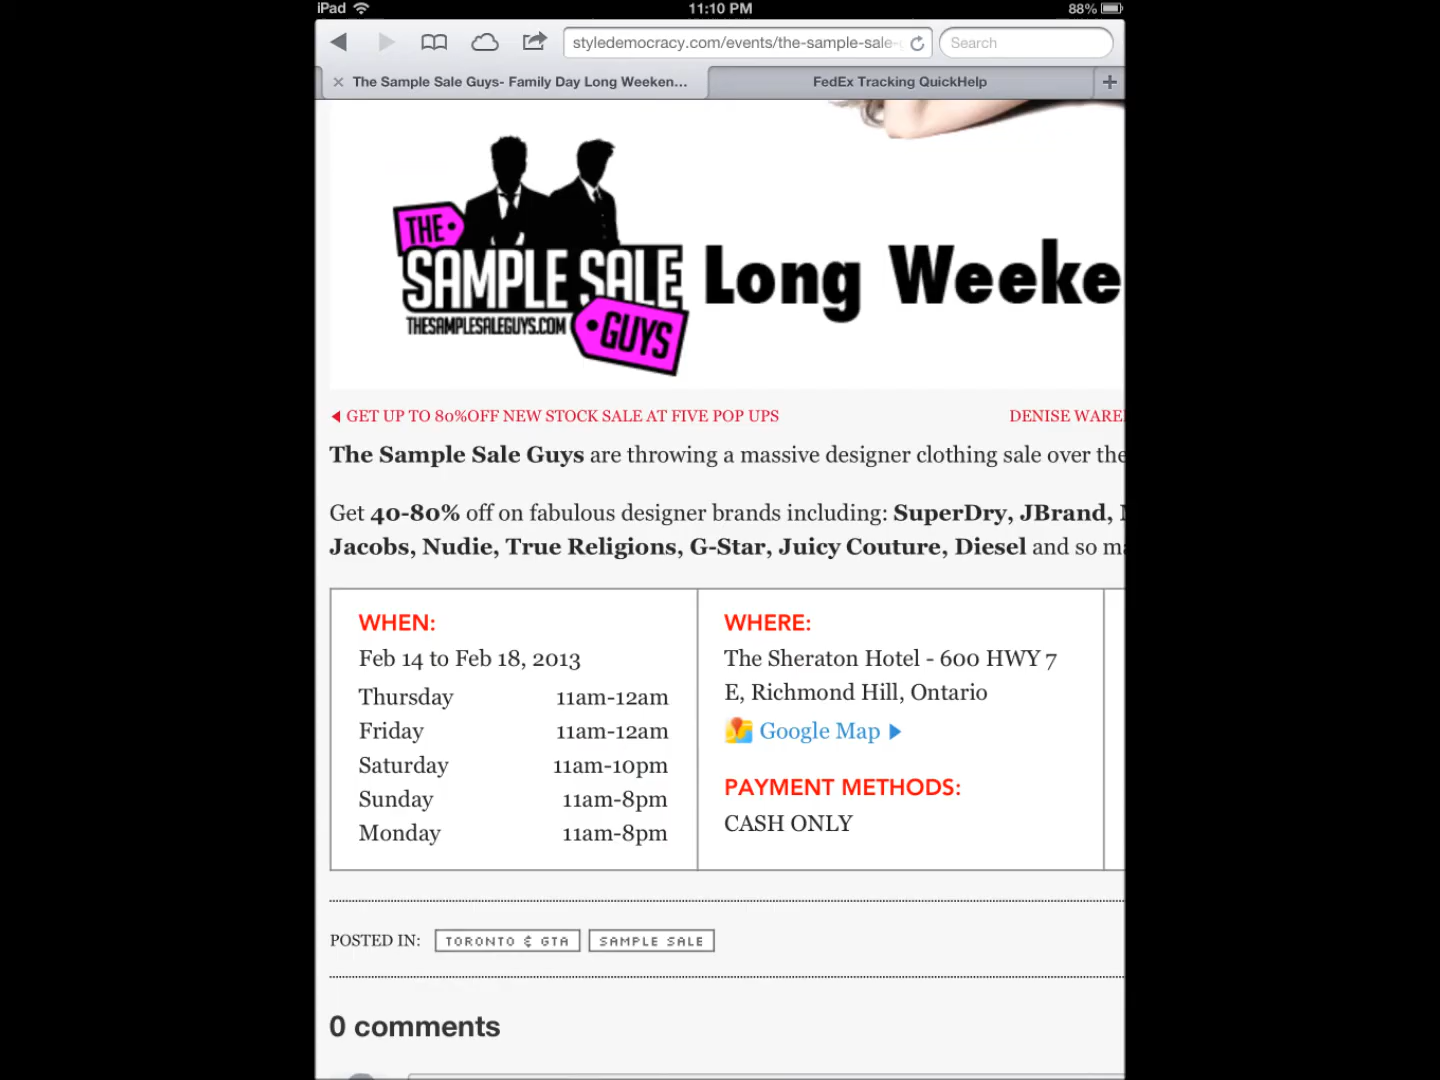 iPad 11:10 PM 88%
styledemocracy.com/events/the-sample-sale- Search
The Sample Sale Guys- Family Day Long Weeken... FedEx Tracking QuickHelp
THE
SAMPLE SALE
THESAMPLESALEGUYS.COM GUYS
Long Weeke
GET UP TO 80%OFF NEW STOCK SALE AT FIVE POP UPS DENISE WARE
The Sample Sale Guys are throwing a massive designer clothing sale over the
Get 40-80% off on fabulous designer brands including: SuperDry, JBrand,
Jacobs, Nudie, True Religions, G-Star, Juicy Couture, Diesel and so ma
WHEN:
Feb 14 to Feb 18, 2013
Thursday 11am-12am
Friday 11am-12am
Saturday 11am-10pm
Sunday 11am-8pm
Monday 11am-8pm
WHERE:
The Sheraton Hotel - 600 HWY 7
E, Richmond Hill, Ontario
Google Map
PAYMENT METHODS:
CASH ONLY
POSTED IN: TORONTO & GTA SAMPLE SALE
0 comments